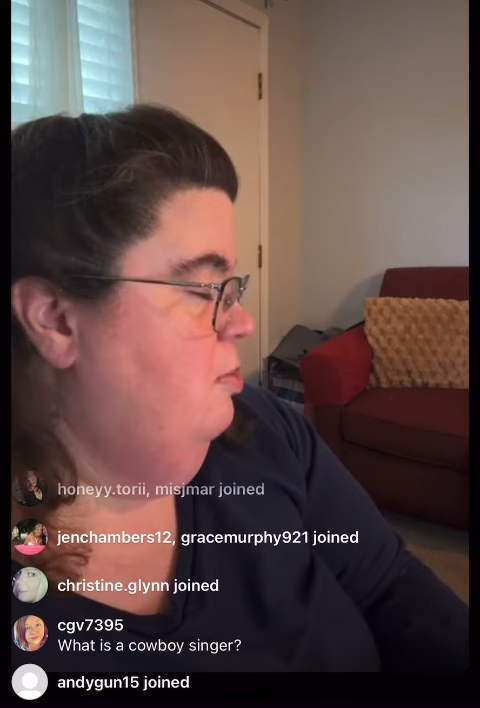 honeyy.torii, misjmar joined
jenchambers12, gracemurphy921 joined
christine.glynn joined
cgv7395
What is a cowboy singer?
andygun15 joined